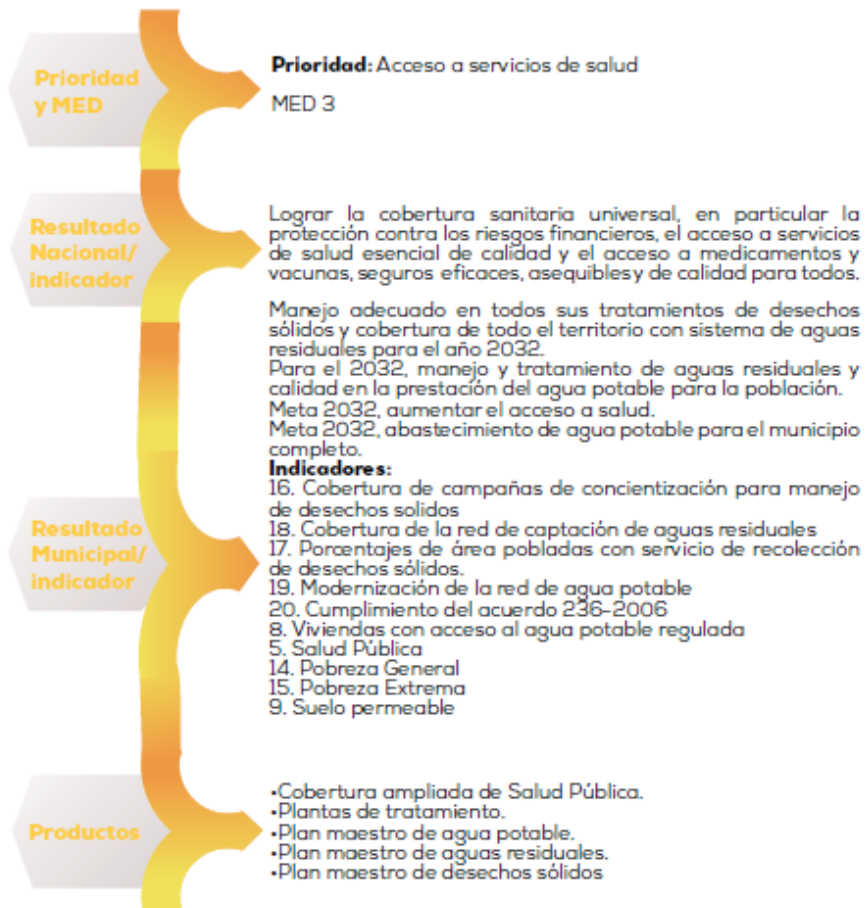 Prioridad
y MED
Prioridad: Acceso a servicios de salud
MED 3
Resultado
Nacional/
indicador
Lograr la cobertura sanitaria universal, en particular la
protección contra los riesgos financieros, el acceso a servicios
de salud esencial de calidad y el acceso a medicamentos y
vacunas, seguros eficaces, asequibles y de calidad para todos.
Resultado
Municipal/
indicador
Manejo adecuado en todos sus tratamientos de desechos
sólidos y cobertura de todo el territorio con sistema de aguas
residuales para el año 2032.
Para el 2032, manejo y tratamiento de aguas residuales y
calidad en la prestación del agua potable para la población.
Meta 2032, aumentar el acceso a salud.
Meta 2032, abastecimiento de agua potable para el municipio
completo.
Indicadores:
16. Cobertura de campañas de concientización para manejo
de desechos solidos
18. Cobertura de la red de captación de aguas residuales
17. Porcentajes de área pobladas con servicio de recolección
de desechos sólidos.
19. Modernización de la red de agua potable
20. Cumplimiento del acuerdo 236-2006
8. Viviendas con acceso al agua potable regulada
5. Salud Pública
14. Pobreza General
15. Pobreza Extrema
9. Suelo permeable
Productos
•Cobertura ampliada de Salud Pública.
•Plantas de tratamiento.
•Plan maestro de agua potable.
•Plan maestro de aguas residuales.
•Plan maestro de desechos sólidos